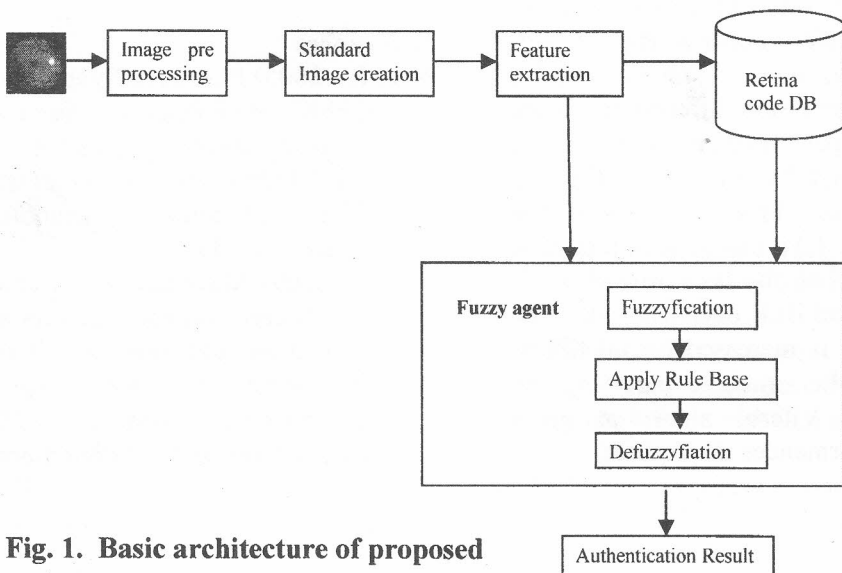 Image pre
processing
Standard
Image creation
Feature
extraction
Retina
code DB
Fuzzy agent
Fuzzyfication
Apply Rule Base
Defuzzyfiation
Fig. 1. Basic architecture of proposed
Authentication Result